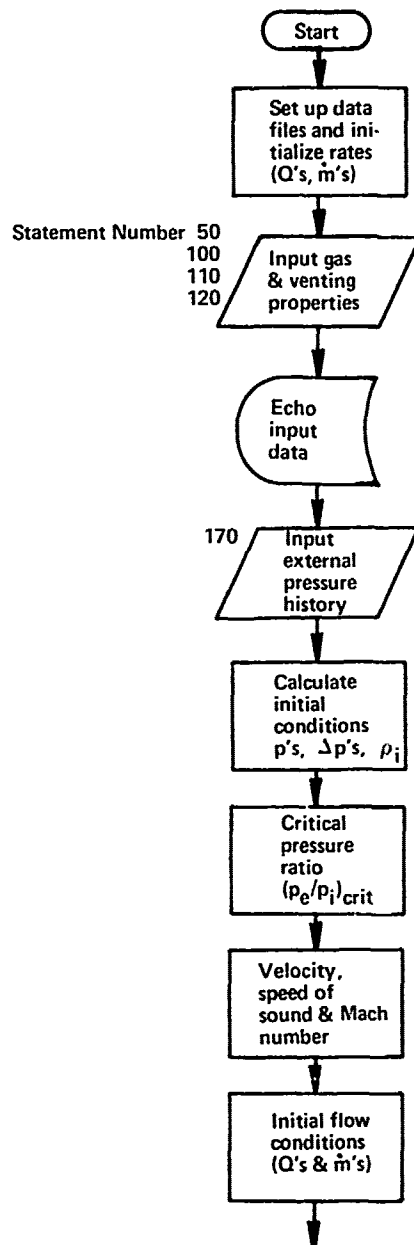 Start
Set up data
files and ini-
tialize rates
(Q's, ṁ's)
Statement Number 50
100
110
120
Input gas
& venting
properties
Echo
input
data
170
Input
external
pressure
history
Calculate
initial
conditions
p's, Δp's, ρi
Critical
pressure
ratio
(pe/pi)crit
Velocity,
speed of
sound & Mach
number
Initial flow
conditions
(Q's & ṁ's)